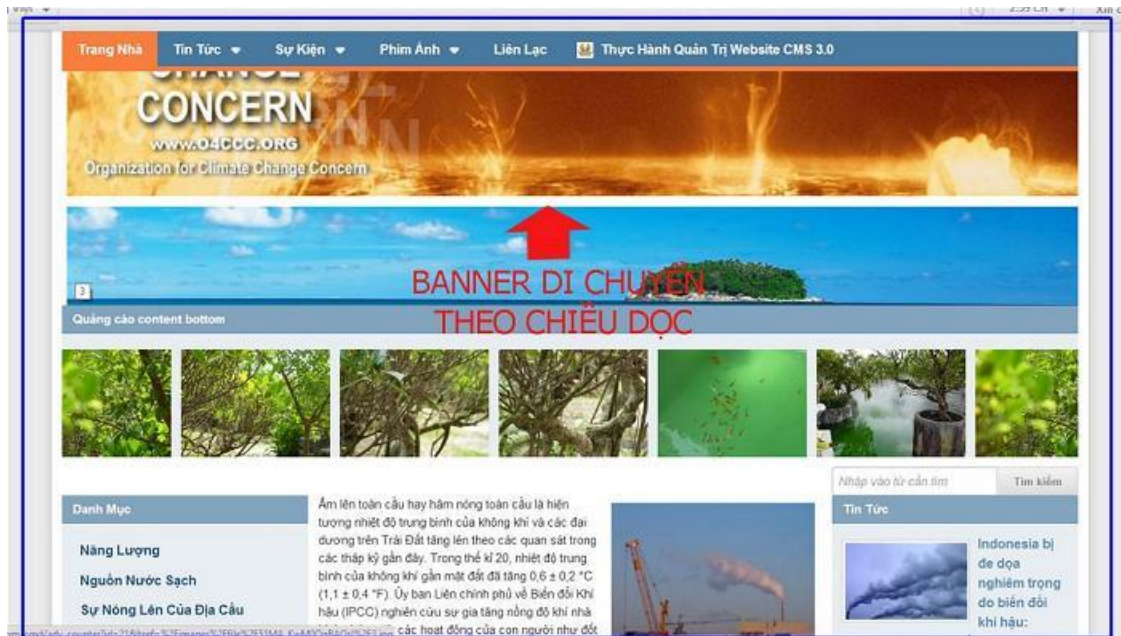 2:59 CH
Trang Nhà Tin Tức Sự Kiện Phim Ảnh Liên Lạc Thực Hành Quản Trị Website CMS 3.0
CHANGE
CONCERN
www.O4CCC.ORG
Organization for Climate Change Concern
BANNER DI CHUYỂN
THEO CHIỀU DỌC
3
Quảng cáo content bottom
Nhập vào từ cần tìm Tìm kiếm
Danh Mục
Năng Lượng
Nguồn Nước Sạch
Sự Nóng Lên Của Địa Cầu
Ấm lên toàn cầu hay hâm nóng toàn cầu là hiện
tượng nhiệt độ trung bình của không khí và các đại
dương trên Trái Đất tăng lên theo các quan sát trong
các thập kỷ gần đây. Trong thế kỉ 20, nhiệt độ trung
bình của không khí gần mặt đất đã tăng 0,6 ± 0,2 °C
(1,1 ± 0,4 °F). Ủy ban Liên chính phủ về Biến đổi Khí
hậu (IPCC) nghiên cứu sự gia tăng nồng độ khí nhà
các hoạt động của con người như đốt
Tin Tức
Indonesia bị
đe dọa
nghiêm trọng
do biến đổi
khí hậu: